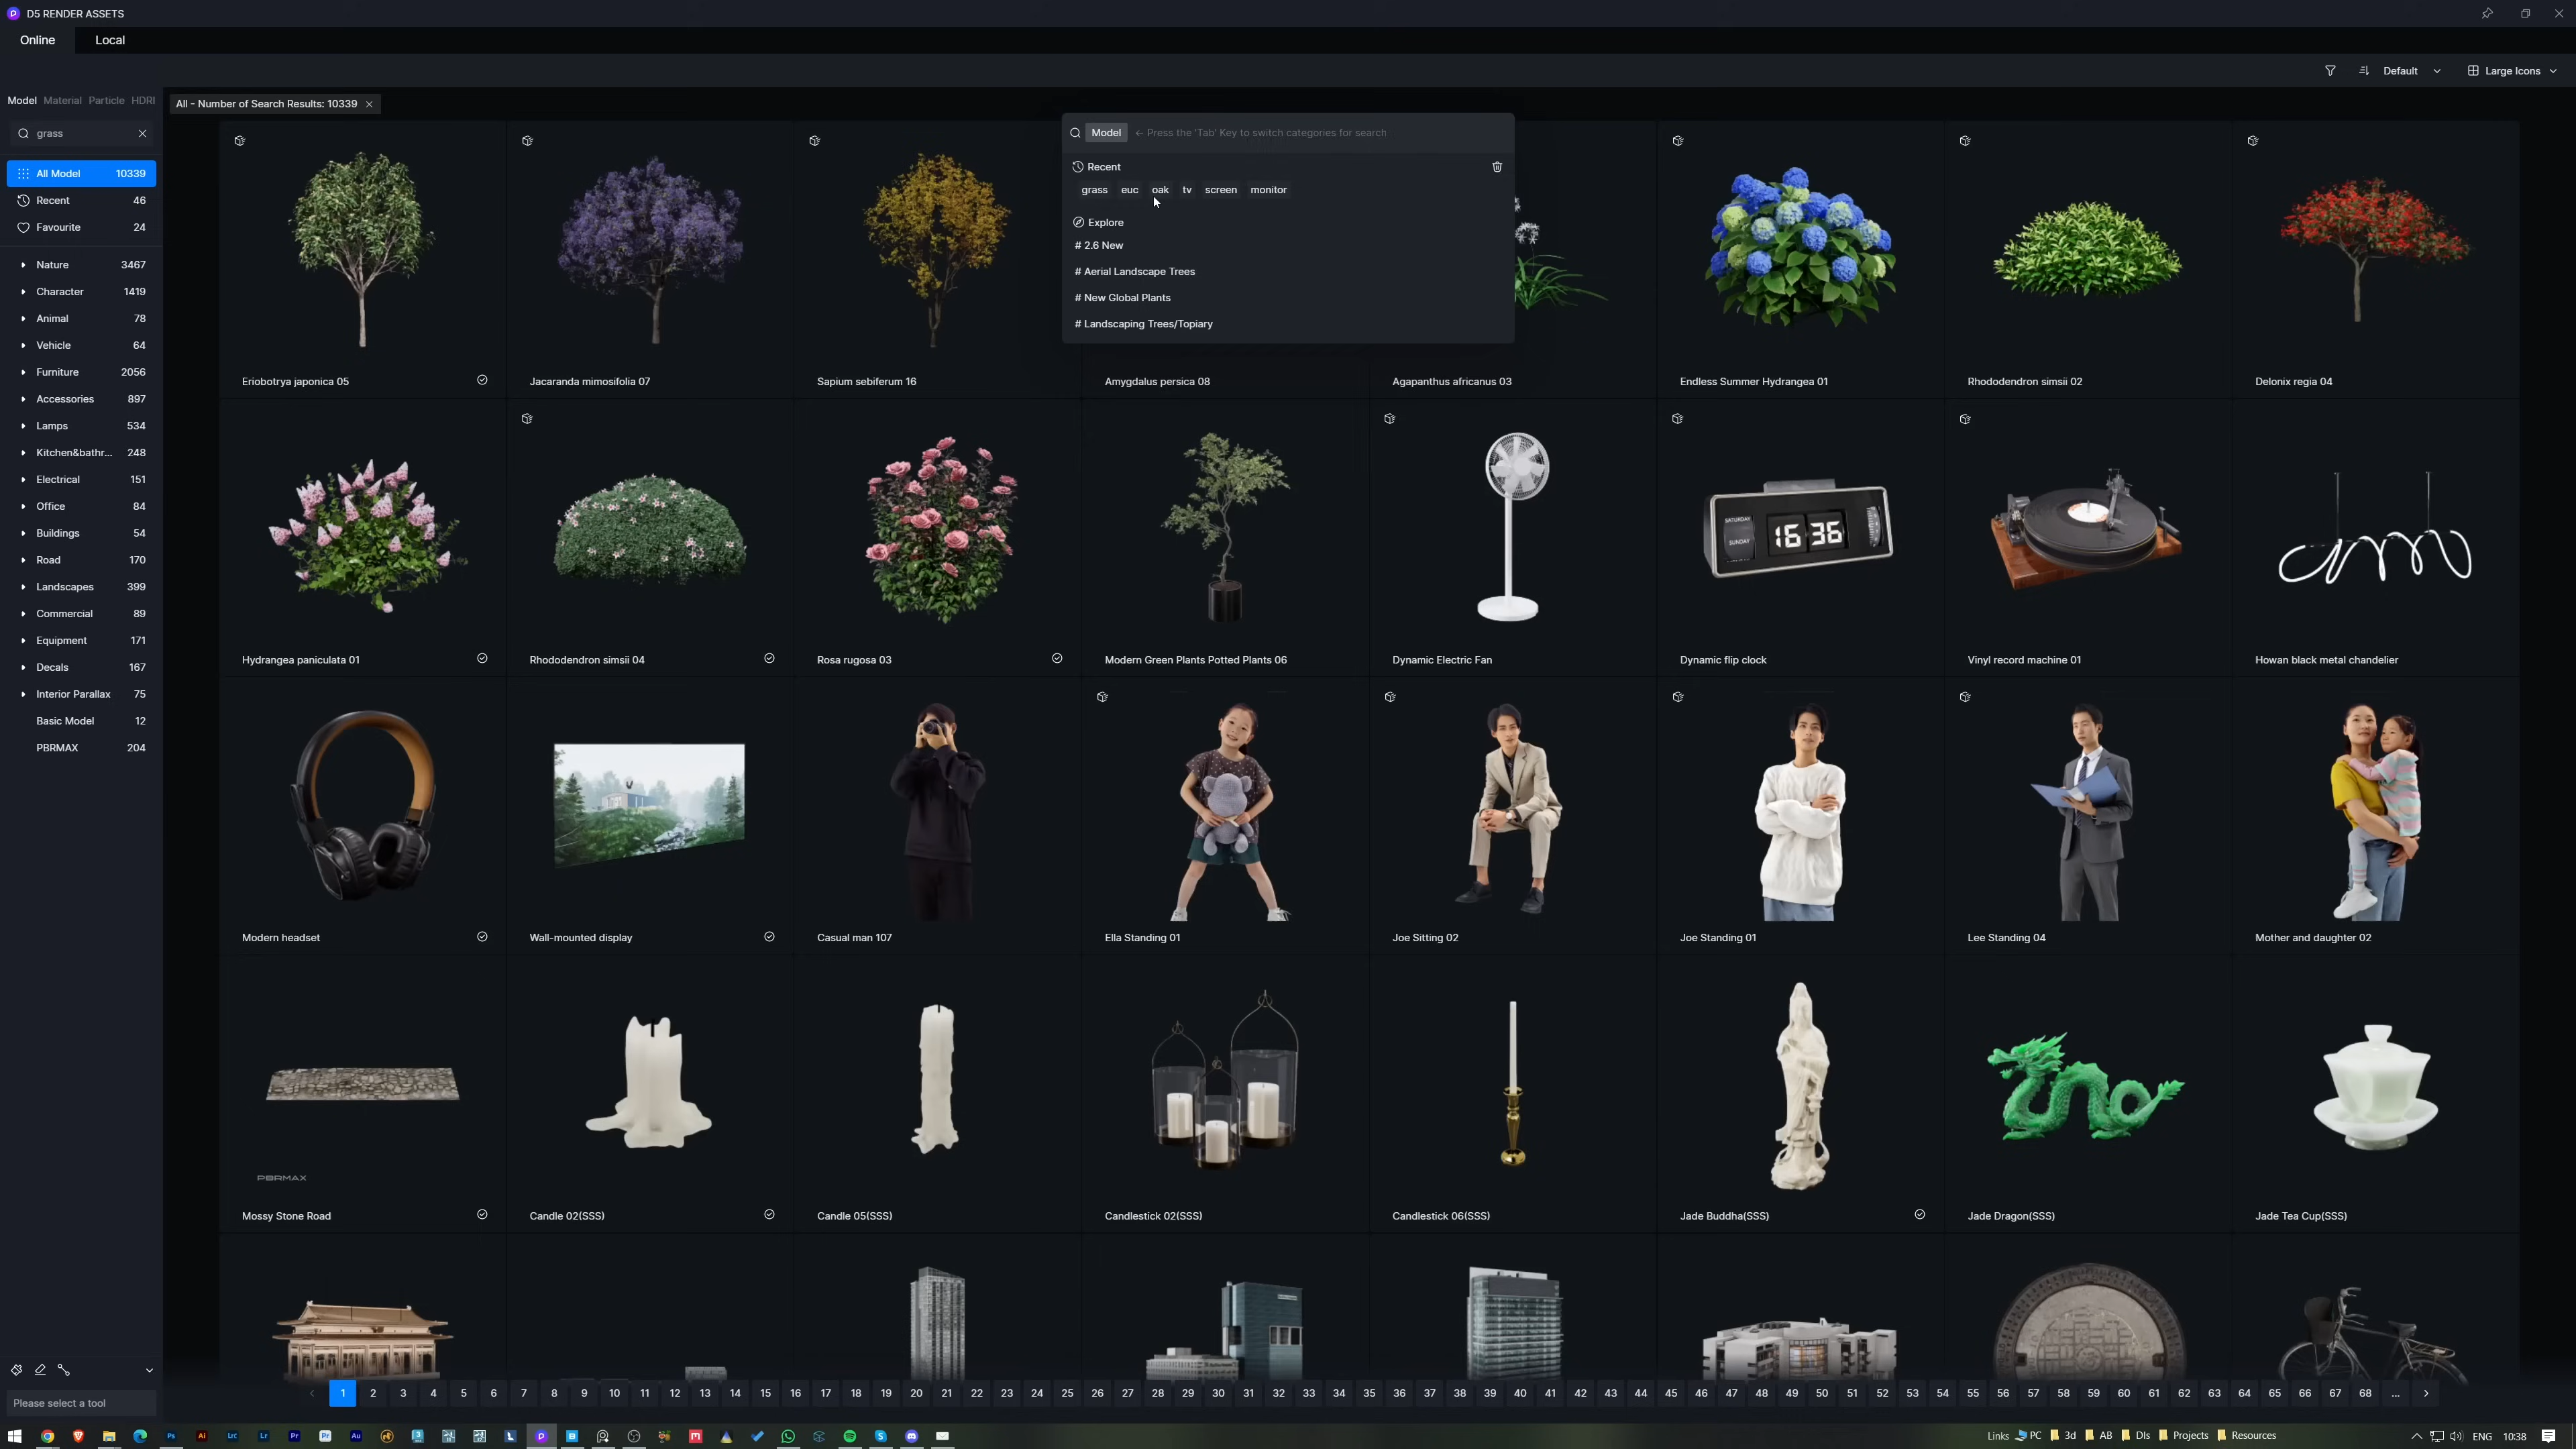 D5 RENDER ASSETS
Online Local
Default Large Icons
Model Material Particle HDRI
grass
All Model 10339
Recent 46
Favourite 24
Nature 3467
Character 1419
Animal 78
Vehicle 64
Furniture 2056
Accessories 897
Lamps 534
Kitchen&bathr... 248
Electrical 151
Office 84
Buildings 54
Road 170
Landscapes 399
Commercial 89
Equipment 171
Decals 167
Interior Parallax 75
Basic Model 12
PBRMAX 204
Please select a tool
All - Number of Search Results: 10339
Model ← Press the 'Tab' Key to switch categories for search
Recent
grass euc oak tv screen monitor
Explore
# 2.6 New
# Aerial Landscape Trees
# New Global Plants
# Landscaping Trees/Topiary
Eriobotrya japonica 05 Jacaranda mimosifolia 07 Sapium sebiferum 16 Amygdalus persica 08 Agapanthus africanus 03 Endless Summer Hydrangea 01 Rhododendron simsii 02 Delonix regia 04
SATURDAY
SUNDAY
16 36
Hydrangea paniculata 01 Rhododendron simsii 04 Rosa rugosa 03 Modern Green Plants Potted Plants 06 Dynamic Electric Fan Dynamic flip clock Vinyl record machine 01 Howan black metal chandelier
Modern headset Wall-mounted display Casual man 107 Ella Standing 01 Joe Sitting 02 Joe Standing 01 Lee Standing 04 Mother and daughter 02
PBRMAX
Mossy Stone Road Candle 02(SSS) Candle 05(SSS) Candlestick 02(SSS) Candlestick 06(SSS) Jade Buddha(SSS) Jade Dragon(SSS) Jade Tea Cup(SSS)
1 2 3 4 5 6 7 8 9 10 11 12 13 14 15 16 17 18 19 20 21 22 23 24 25 26 27 28 29 30 31 32 33 34 35 36 37 38 39 40 41 42 43 44 45 46 47 48 49 50 51 52 53 54 55 56 57 58 59 60 61 62 63 64 65 66 67 68 ...
Ps Ai LrC Lr Pr Pr Au Links PC 3d AB DIs Projects Resources ENG 10:38